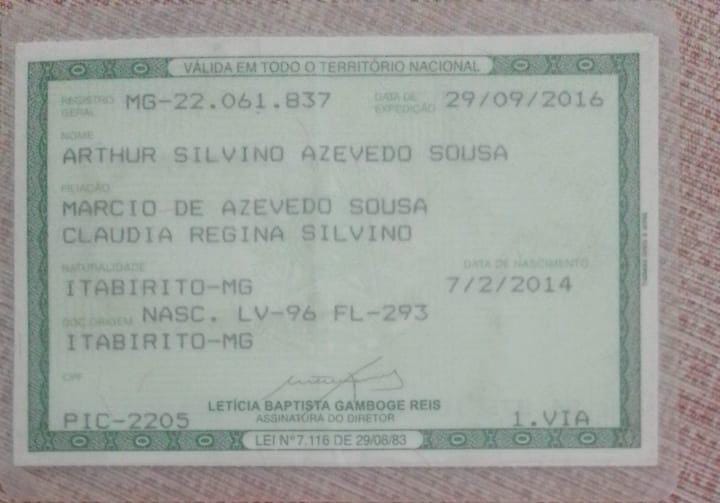 VÁLIDA EM TODO O TERRITÓRIO NACIONAL
REGISTRO GERAL MG-22.061.837 DATA DE EXPEDIÇÃO 29/09/2016
NOME
ARTHUR SILVINO AZEVEDO SOUSA
FILIAÇÃO
MARCIO DE AZEVEDO SOUSA
CLAUDIA REGINA SILVINO
NATURALIDADE DATA DE NASCIMENTO
ITABIRITO-MG 7/2/2014
DOC.ORIGEM NASC. LV-96 FL-293
ITABIRITO-MG
CPF
LETÍCIA BAPTISTA GAMBOGE REIS
PIC-2205 ASSINATURA DO DIRETOR 1.VIA
LEI Nº7.116 DE 29/08/83